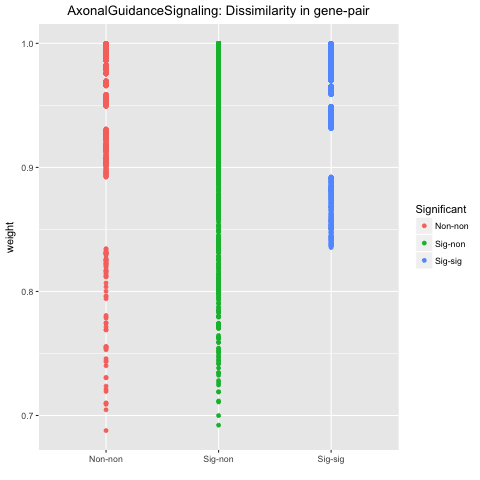 AxonalGuidanceSignaling: Dissimilarity in gene-pair
1.0
0.9
0.8
0.7
weight
Non-non
Sig-non
Sig-sig
Significant
Non-non
Sig-non
Sig-sig